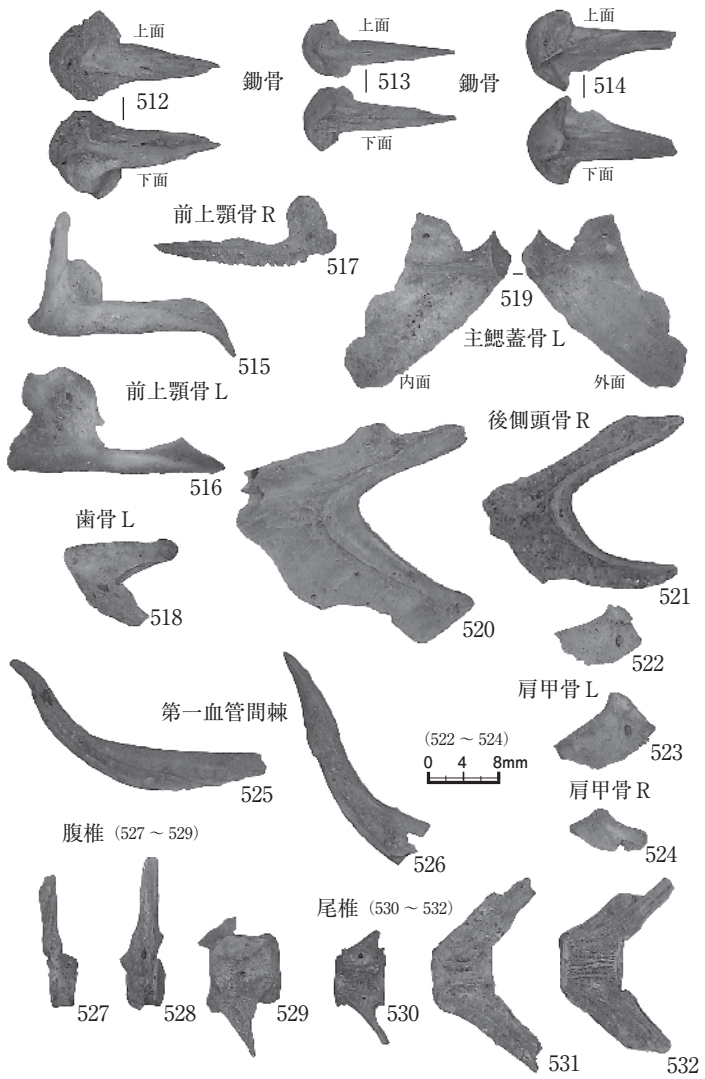 上面
512
下面
鋤骨
上面
513
下面
鋤骨
上面
514
下面
前上顎骨 R
517
515
519
主鰓蓋骨 L
内面
外面
前上顎骨 L
516
後側頭骨 R
歯骨 L
518
520
521
522
肩甲骨 L
523
第一血管間棘
525
526
(522 ～ 524)
0 4 8mm
肩甲骨 R
524
腹椎 (527 ～ 529)
527
528
529
尾椎 (530 ～ 532)
530
531
532